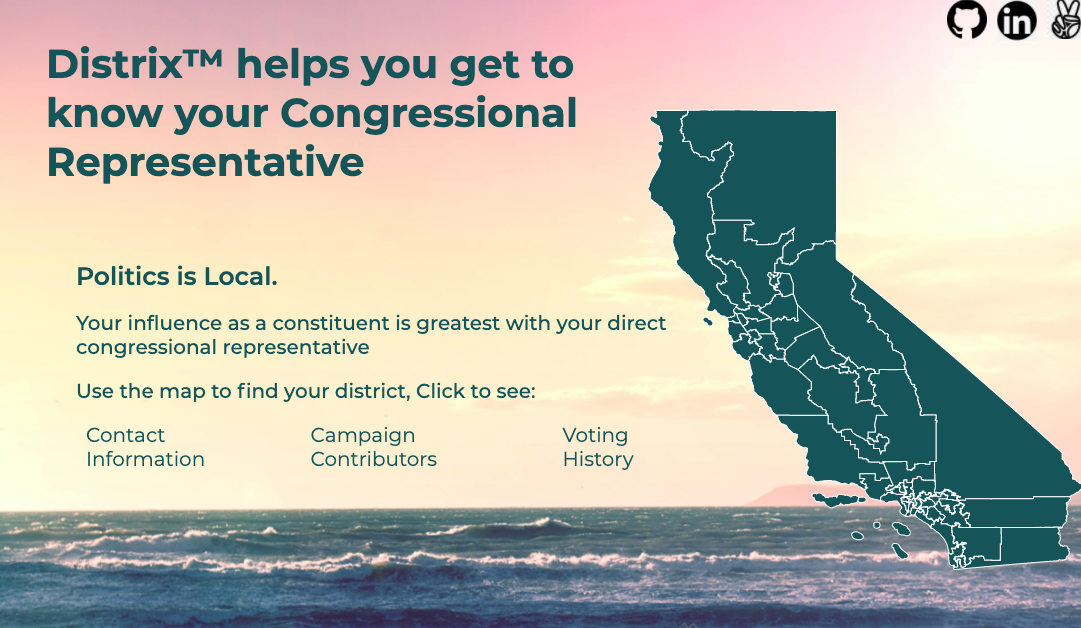 Distrix™ helps you get to
know your Congressional
Representative
Politics is Local.
Your influence as a constituent is greatest with your direct
congressional representative
Use the map to find your district, Click to see:
Contact
Information
Campaign
Contributors
Voting
History
in